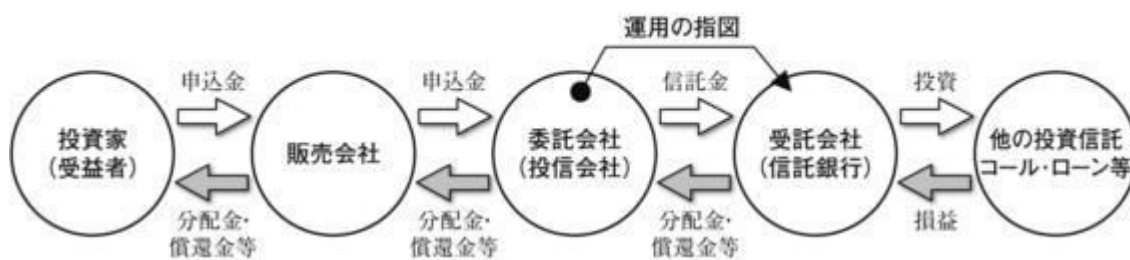 運用の指図
申込金
申込金
信託金
投資
投資家
(受益者)
販売会社
委託会社
(投信会社)
受託会社
(信託銀行)
他の投資信託
コール・ローン等
分配金・
償還金等
分配金・
償還金等
分配金・
償還金等
損益